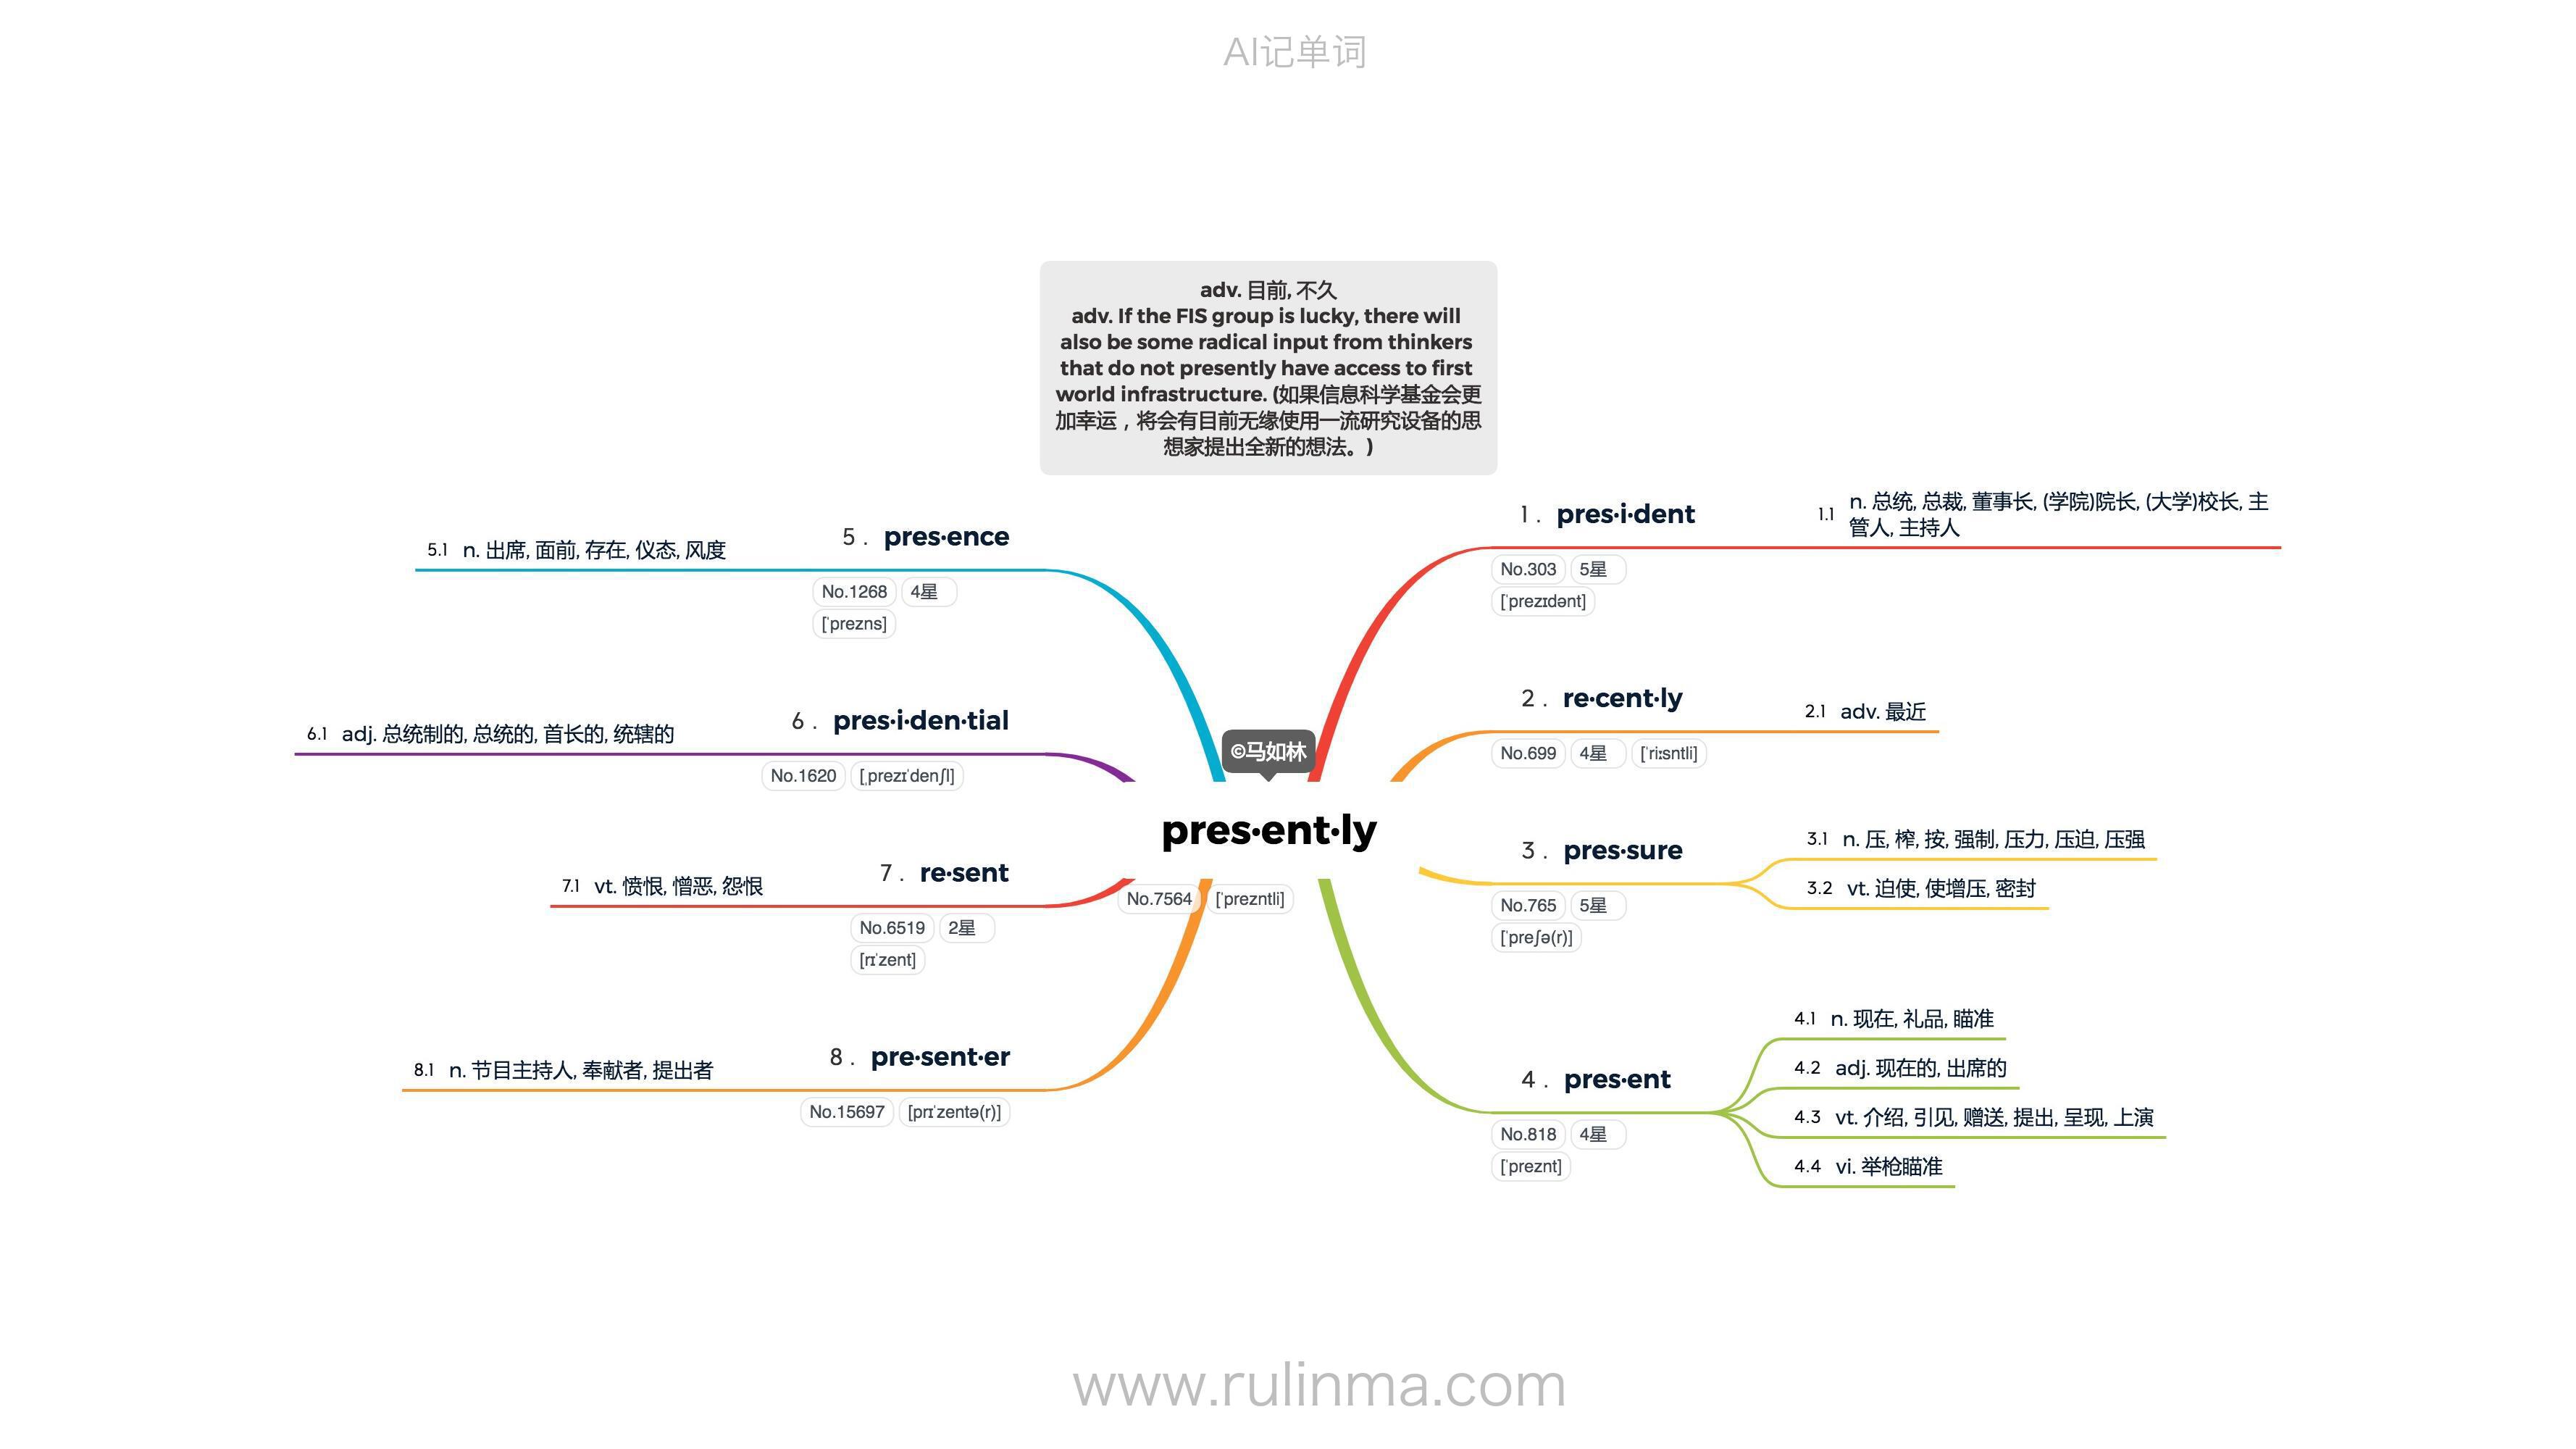 AI记单词
adv. 目前, 不久
adv. If the FIS group is lucky, there will
also be some radical input from thinkers
that do not presently have access to first
world infrastructure. (如果信息科学基金会更
加幸运，将会有目前无缘使用一流研究设备的思
想家提出全新的想法。)
©马如林
pres·ent·ly
No.7564 [ˈprezntli]
1 . pres·i·dent
No.303 5星
[ˈprezɪdənt]
1.1 n. 总统, 总裁, 董事长, (学院)院长, (大学)校长, 主
管人, 主持人
2 . re·cent·ly
No.699 4星 [ˈriːsntli]
2.1 adv. 最近
3 . pres·sure
No.765 5星
[ˈpreʃə(r)]
3.1 n. 压, 榨, 按, 强制, 压力, 压迫, 压强
3.2 vt. 迫使, 使增压, 密封
4 . pres·ent
No.818 4星
[ˈpreznt]
4.1 n. 现在, 礼品, 瞄准
4.2 adj. 现在的, 出席的
4.3 vt. 介绍, 引见, 赠送, 提出, 呈现, 上演
4.4 vi. 举枪瞄准
5 . pres·ence
No.1268 4星
[ˈprezns]
5.1 n. 出席, 面前, 存在, 仪态, 风度
6 . pres·i·den·tial
No.1620 [ˌprezɪˈdenʃl]
6.1 adj. 总统制的, 总统的, 首长的, 统辖的
7 . re·sent
No.6519 2星
[rɪˈzent]
7.1 vt. 愤恨, 憎恶, 怨恨
8 . pre·sent·er
No.15697 [prɪˈzentə(r)]
8.1 n. 节目主持人, 奉献者, 提出者
www.rulinma.com